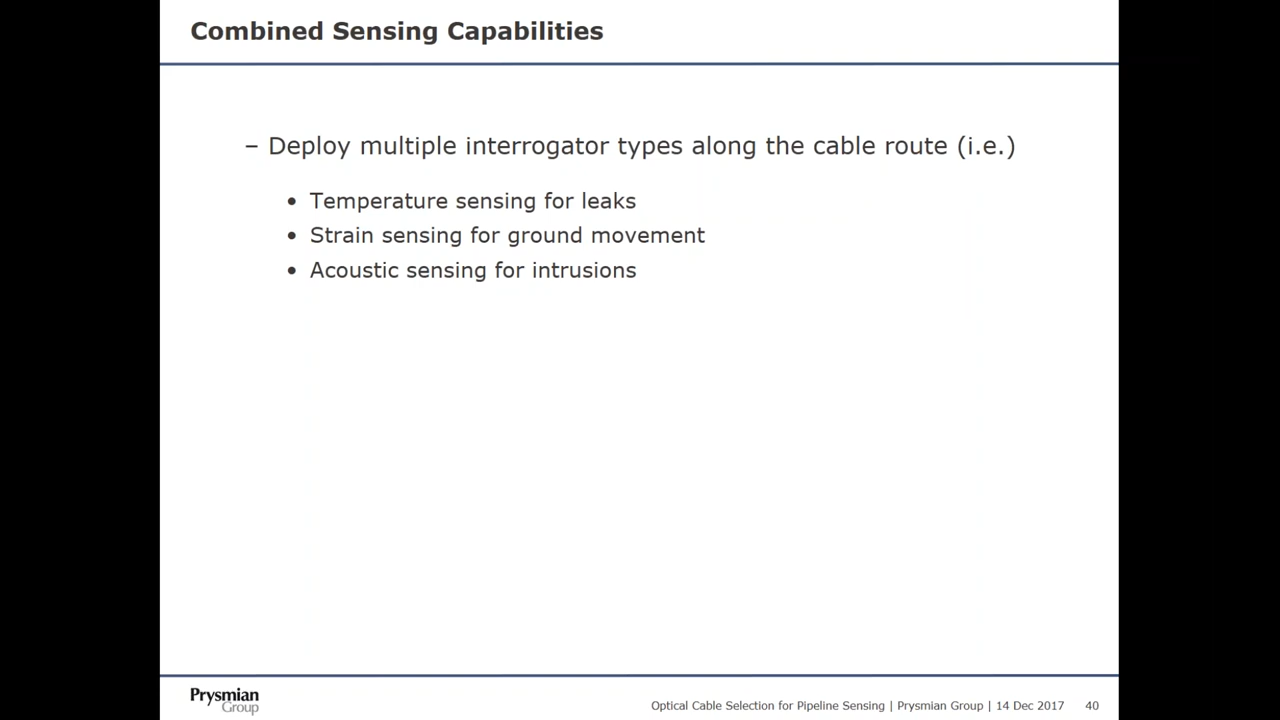 Combined Sensing Capabilities
– Deploy multiple interrogator types along the cable route (i.e.)
• Temperature sensing for leaks
• Strain sensing for ground movement
• Acoustic sensing for intrusions
Prysmian
Group
Optical Cable Selection for Pipeline Sensing | Prysmian Group | 14 Dec 2017 40